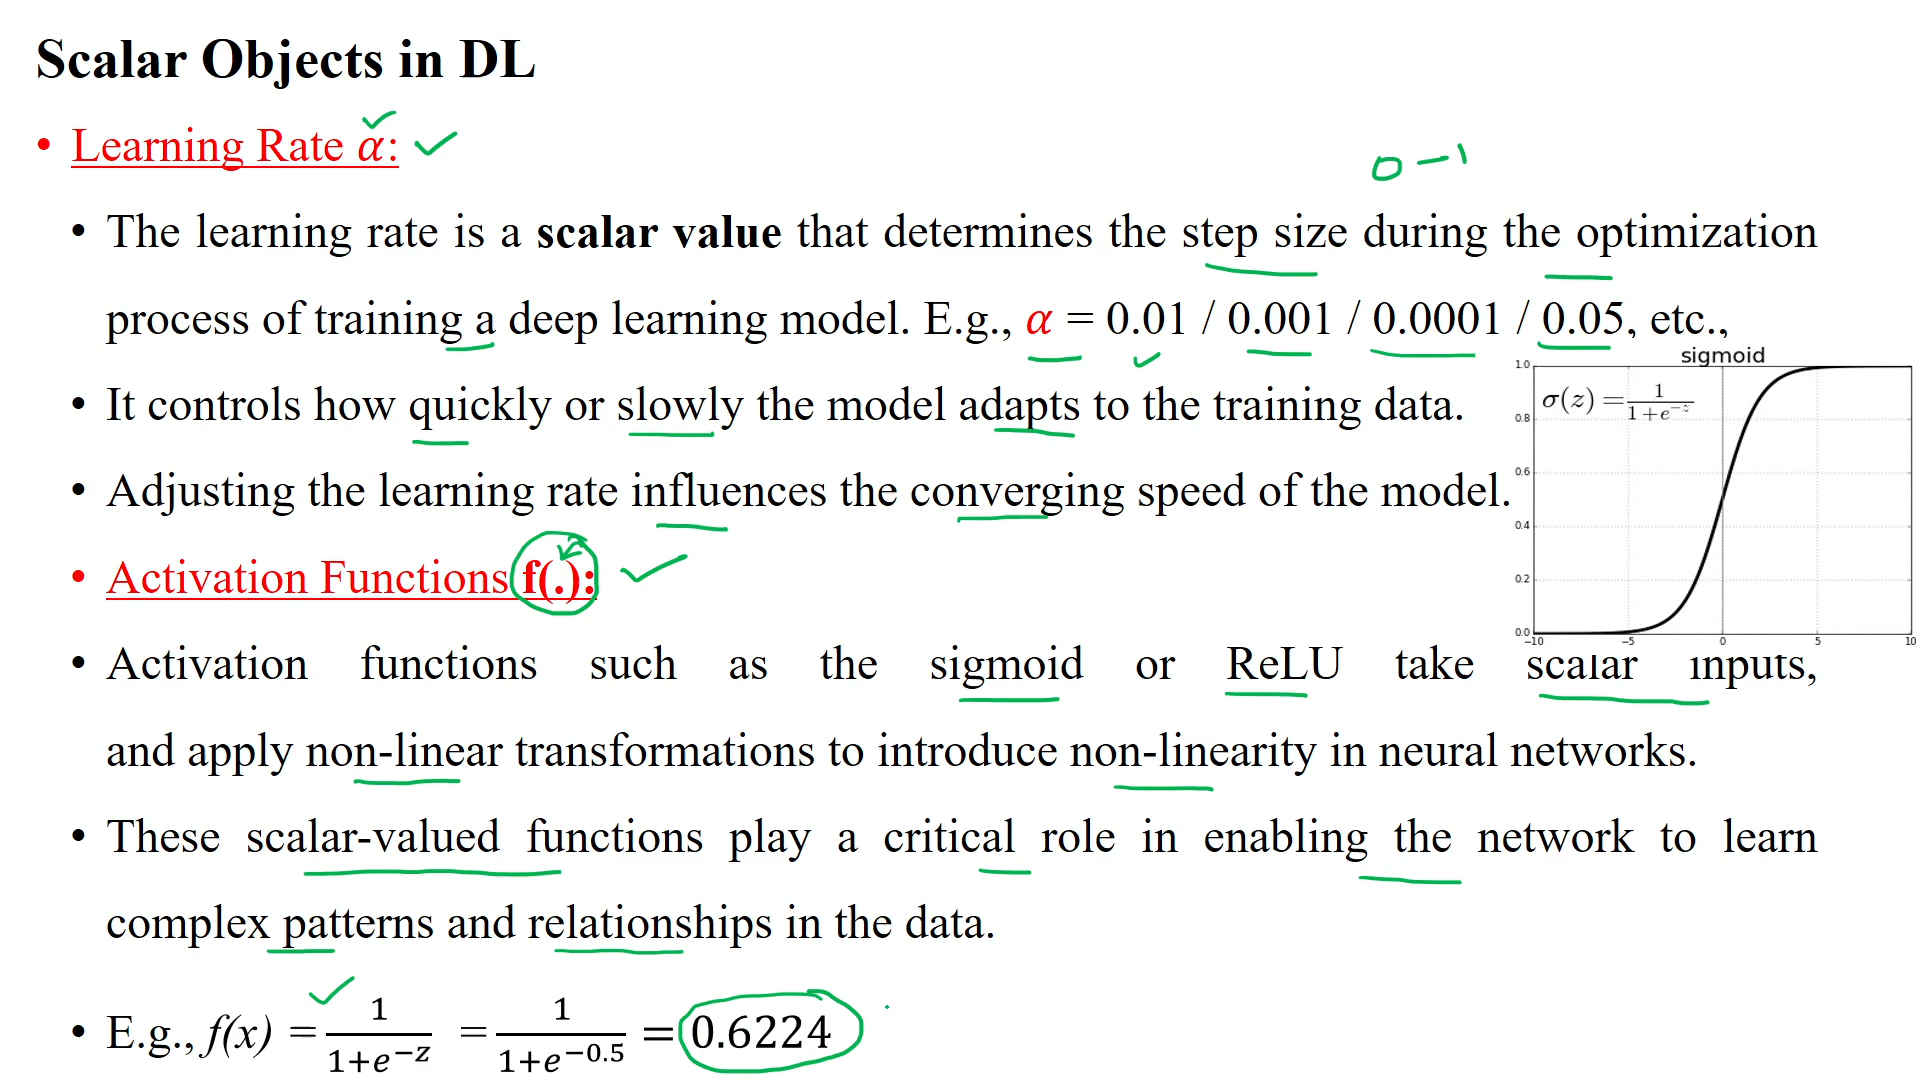 Scalar Objects in DL
• Learning Rate α:
0 – 1
• The learning rate is a scalar value that determines the step size during the optimization
process of training a deep learning model. E.g., α = 0.01 / 0.001 / 0.0001 / 0.05, etc.,
• It controls how quickly or slowly the model adapts to the training data.
• Adjusting the learning rate influences the converging speed of the model.
sigmoid
σ(z) = 1/(1+e^{-z})
1.0
0.8
0.6
0.4
0.2
0.0
-10 -5 0 5 10
• Activation Functions f(.):
• Activation functions such as the sigmoid or ReLU take scalar inputs,
and apply non-linear transformations to introduce non-linearity in neural networks.
• These scalar-valued functions play a critical role in enabling the network to learn
complex patterns and relationships in the data.
• E.g., f(x) = 1/(1+e^{−z}) = 1/(1+e^{−0.5}) = 0.6224